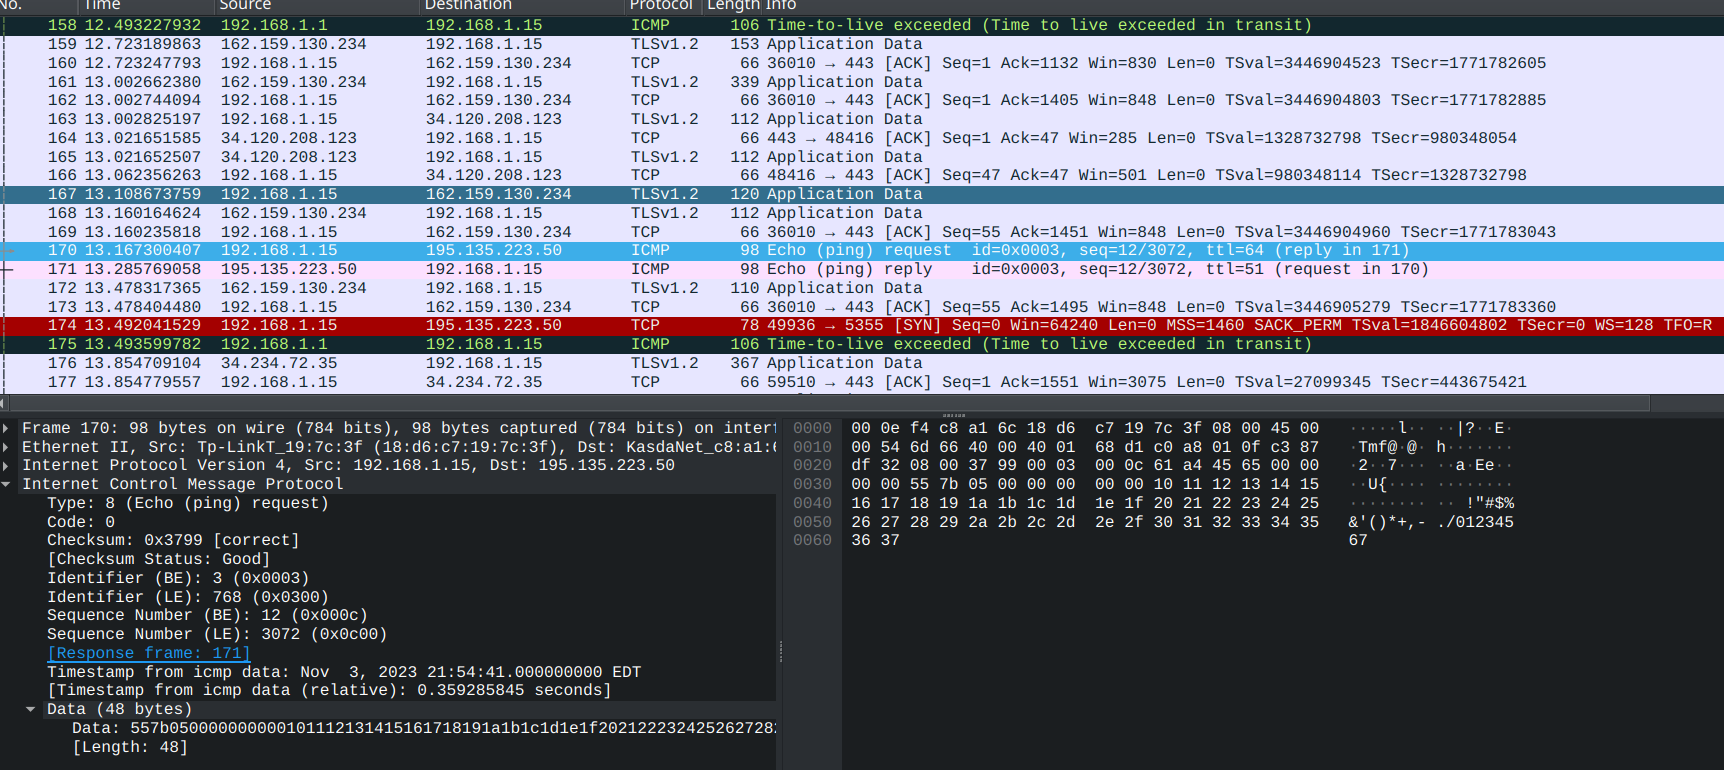 No. Time Source Destination Protocol Length Info
158 12.493227932 192.168.1.1 192.168.1.15 ICMP 106 Time-to-live exceeded (Time to live exceeded in transit)
159 12.723189863 162.159.130.234 192.168.1.15 TLSv1.2 153 Application Data
160 12.723247793 192.168.1.15 162.159.130.234 TCP 66 36010 → 443 [ACK] Seq=1 Ack=1132 Win=830 Len=0 TSval=3446904523 TSecr=1771782605
161 13.002662380 162.159.130.234 192.168.1.15 TLSv1.2 339 Application Data
162 13.002744094 192.168.1.15 162.159.130.234 TCP 66 36010 → 443 [ACK] Seq=1 Ack=1405 Win=848 Len=0 TSval=3446904803 TSecr=1771782885
163 13.002825197 192.168.1.15 34.120.208.123 TLSv1.2 112 Application Data
164 13.021651585 34.120.208.123 192.168.1.15 TCP 66 443 → 48416 [ACK] Seq=1 Ack=47 Win=285 Len=0 TSval=1328732798 TSecr=980348054
165 13.021652507 34.120.208.123 192.168.1.15 TLSv1.2 112 Application Data
166 13.062356263 192.168.1.15 34.120.208.123 TCP 66 48416 → 443 [ACK] Seq=47 Ack=47 Win=501 Len=0 TSval=980348114 TSecr=1328732798
167 13.108673759 192.168.1.15 162.159.130.234 TLSv1.2 120 Application Data
168 13.160164624 162.159.130.234 192.168.1.15 TLSv1.2 112 Application Data
169 13.160235818 192.168.1.15 162.159.130.234 TCP 66 36010 → 443 [ACK] Seq=55 Ack=1451 Win=848 Len=0 TSval=3446904960 TSecr=1771783043
170 13.167300407 192.168.1.15 195.135.223.50 ICMP 98 Echo (ping) request id=0x0003, seq=12/3072, ttl=64 (reply in 171)
171 13.285769058 195.135.223.50 192.168.1.15 ICMP 98 Echo (ping) reply id=0x0003, seq=12/3072, ttl=51 (request in 170)
172 13.478317365 162.159.130.234 192.168.1.15 TLSv1.2 110 Application Data
173 13.478404480 192.168.1.15 162.159.130.234 TCP 66 36010 → 443 [ACK] Seq=55 Ack=1495 Win=848 Len=0 TSval=3446905279 TSecr=1771783360
174 13.492041529 192.168.1.15 195.135.223.50 TCP 78 49936 → 5355 [SYN] Seq=0 Win=64240 Len=0 MSS=1460 SACK_PERM TSval=1846604802 TSecr=0 WS=128 TFO=R
175 13.493599782 192.168.1.1 192.168.1.15 ICMP 106 Time-to-live exceeded (Time to live exceeded in transit)
176 13.854709104 34.234.72.35 192.168.1.15 TLSv1.2 367 Application Data
177 13.854779557 192.168.1.15 34.234.72.35 TCP 66 59510 → 443 [ACK] Seq=1 Ack=1551 Win=3075 Len=0 TSval=27099345 TSecr=443675421
Frame 170: 98 bytes on wire (784 bits), 98 bytes captured (784 bits) on interf
Ethernet II, Src: Tp-LinkT_19:7c:3f (18:d6:c7:19:7c:3f), Dst: KasdaNet_c8:a1:6
Internet Protocol Version 4, Src: 192.168.1.15, Dst: 195.135.223.50
Internet Control Message Protocol
Type: 8 (Echo (ping) request)
Code: 0
Checksum: 0x3799 [correct]
[Checksum Status: Good]
Identifier (BE): 3 (0x0003)
Identifier (LE): 768 (0x0300)
Sequence Number (BE): 12 (0x000c)
Sequence Number (LE): 3072 (0x0c00)
[Response frame: 171]
Timestamp from icmp data: Nov 3, 2023 21:54:41.000000000 EDT
[Timestamp from icmp data (relative): 0.359285845 seconds]
Data (48 bytes)
Data: 557b050000000000101112131415161718191a1b1c1d1e1f202122232425262728
[Length: 48]
0000 00 0e f4 c8 a1 6c 18 d6 c7 19 7c 3f 08 00 45 00 ·····l·· ··|?··E·
0010 00 54 6d 66 40 00 40 01 68 d1 c0 a8 01 0f c3 87 ·Tmf@·@· h·······
0020 df 32 08 00 37 99 00 03 00 0c 61 a4 45 65 00 00 ·2··7··· ··a·Ee··
0030 00 00 55 7b 05 00 00 00 00 00 10 11 12 13 14 15 ··U{···· ········
0040 16 17 18 19 1a 1b 1c 1d 1e 1f 20 21 22 23 24 25 ········ ·· !"#$%
0050 26 27 28 29 2a 2b 2c 2d 2e 2f 30 31 32 33 34 35 &'()*+,- ./012345
0060 36 37 67